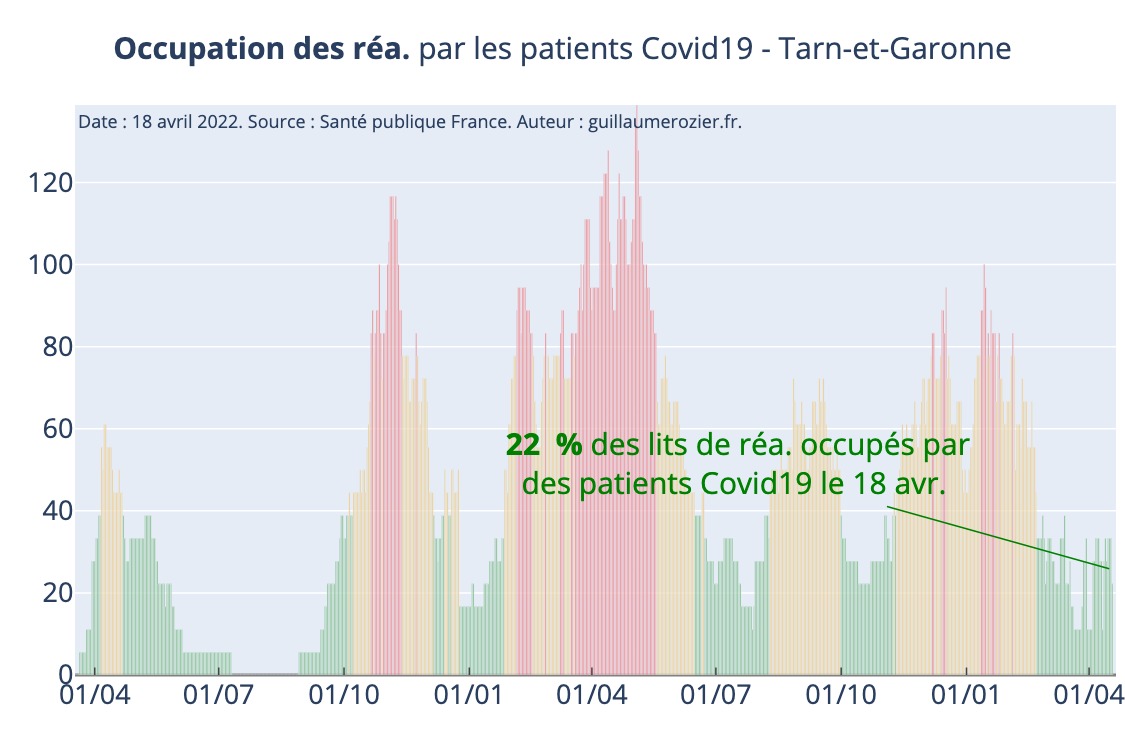 Occupation des réa. par les patients Covid19 - Tarn-et-Garonne
Date : 18 avril 2022. Source : Santé publique France. Auteur : guillaumerozier.fr.
120
100
80
60
22 % des lits de réa. occupés par
des patients Covid19 le 18 avr.
40
20
0
01/04 01/07 01/10 01/01 01/04 01/07 01/10 01/01 01/04